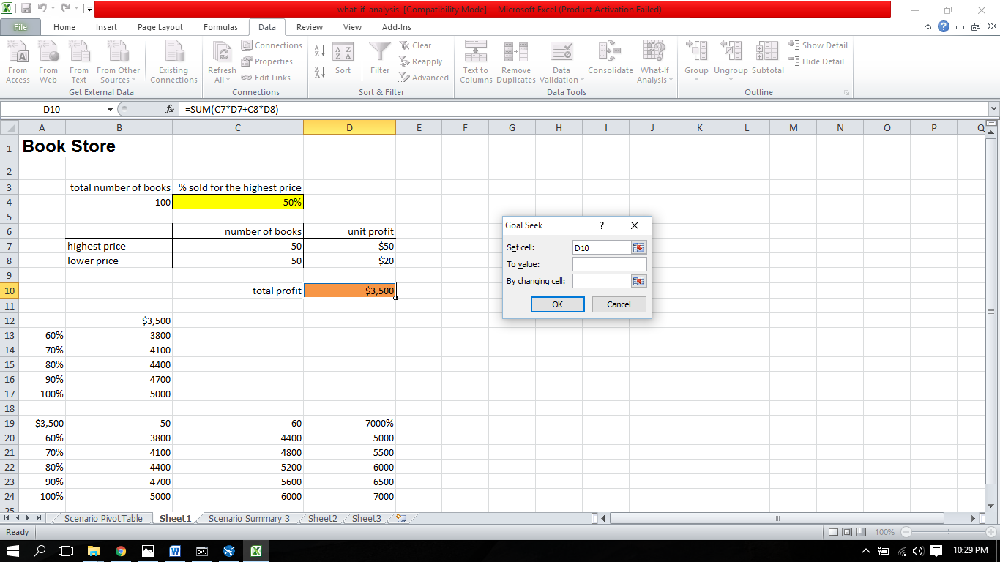 what-if-analysis [Compatibility Mode] - Microsoft Excel (Product Activation Failed)
File Home Insert Page Layout Formulas Data Review View Add-Ins
From Access
From Web
From Text
From Other Sources
Existing Connections
Get External Data
Refresh All
Connections
Properties
Edit Links
Connections
Sort
Filter
Clear
Reapply
Advanced
Sort & Filter
Text to Columns
Remove Duplicates
Data Validation
Consolidate
What-If Analysis
Data Tools
Group
Ungroup
Subtotal
Show Detail
Hide Detail
Outline
D10 fx =SUM(C7*D7+C8*D8)
A B C D E F G H I J K L M N O P Q
1 Book Store
2
3 total number of books % sold for the highest price
4 100 50%
5
6 number of books unit profit
7 highest price 50 $50
8 lower price 50 $20
9
10 total profit $3,500
11
12 $3,500
13 60% 3800
14 70% 4100
15 80% 4400
16 90% 4700
17 100% 5000
18
19 $3,500 50 60 7000%
20 60% 3800 4400 5000
21 70% 4100 4800 5500
22 80% 4400 5200 6000
23 90% 4700 5600 6500
24 100% 5000 6000 7000
25
Goal Seek ?
Set cell: D10
To value:
By changing cell:
OK Cancel
Scenario PivotTable Sheet1 Scenario Summary 3 Sheet2 Sheet3
Ready 100%
10:29 PM